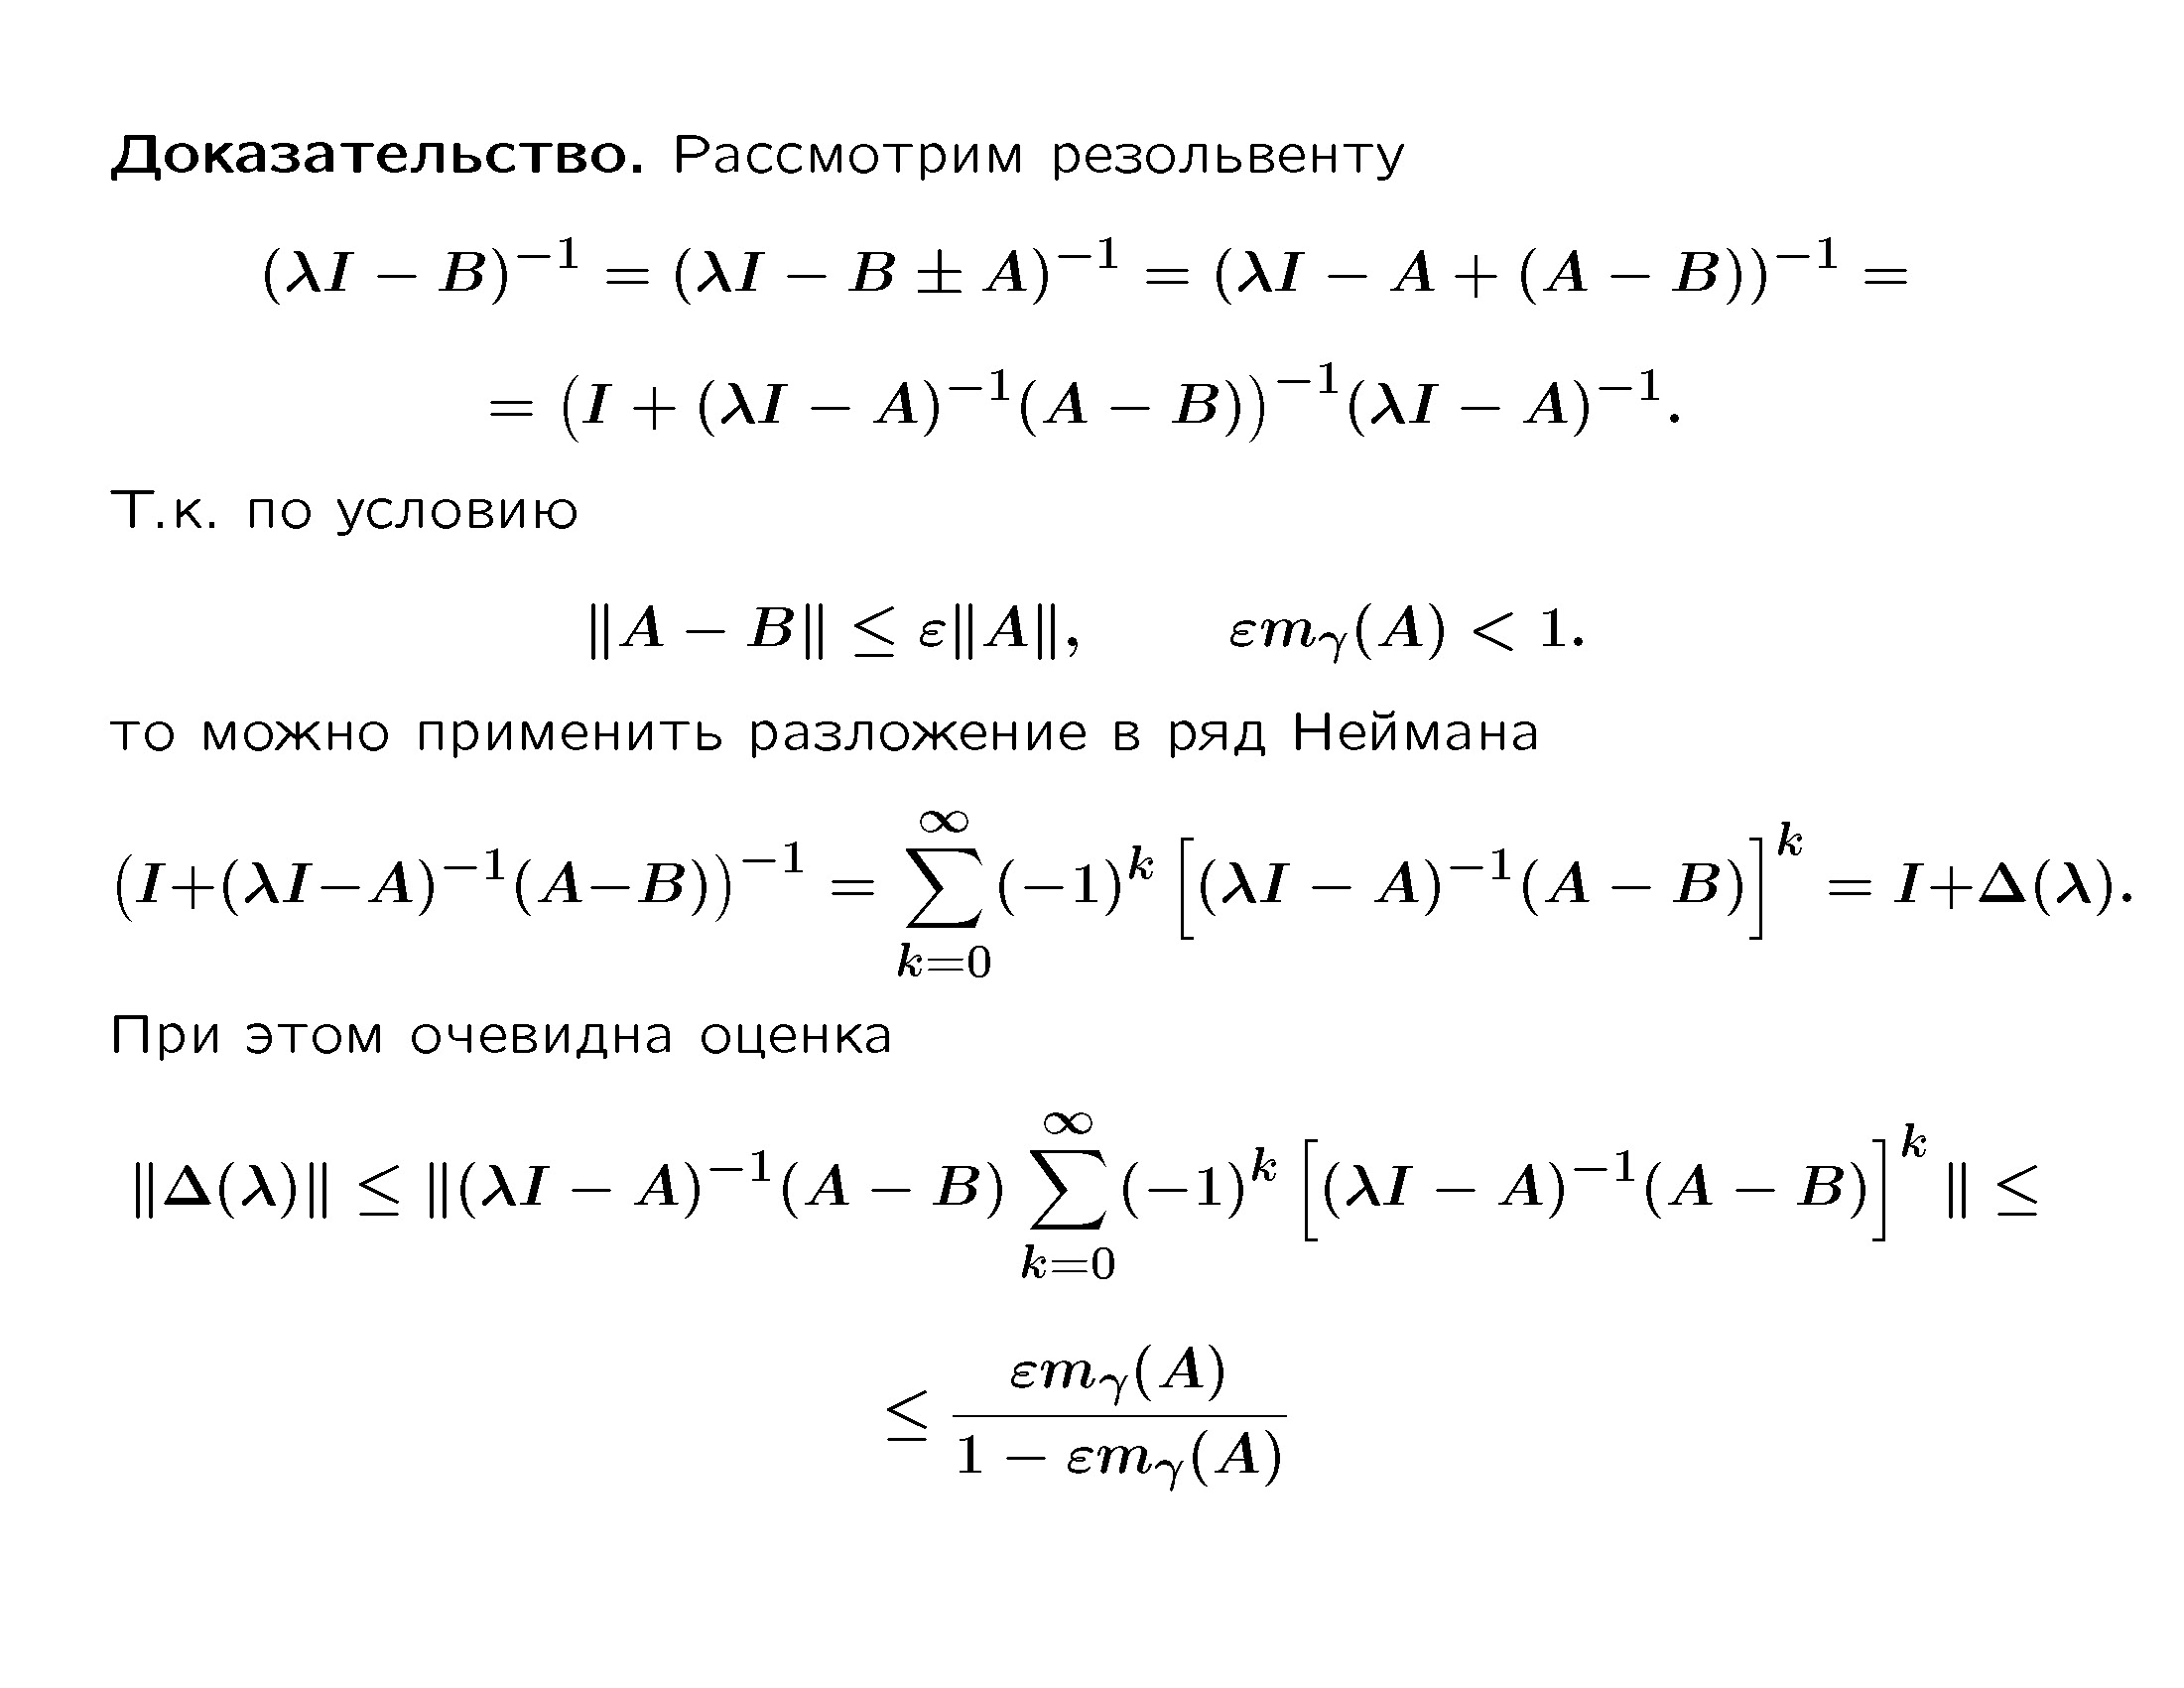 Доказательство. Рассмотрим резольвенту
(λI − B)⁻¹ = (λI − B ± A)⁻¹ = (λI − A + (A − B))⁻¹ =
= (I + (λI − A)⁻¹(A − B))⁻¹(λI − A)⁻¹.
Т.к. по условию
‖A − B‖ ≤ ε‖A‖, εm_γ(A) < 1.
то можно применить разложение в ряд Неймана
(I+(λI−A)⁻¹(A−B))⁻¹ = ∑_{k=0}^{∞} (−1)^k [(λI − A)⁻¹(A − B)]^k = I+Δ(λ).
При этом очевидна оценка
‖Δ(λ)‖ ≤ ‖(λI − A)⁻¹(A − B) ∑_{k=0}^{∞} (−1)^k [(λI − A)⁻¹(A − B)]^k ‖ ≤
≤ \frac{εm_γ(A)}{1 − εm_γ(A)}